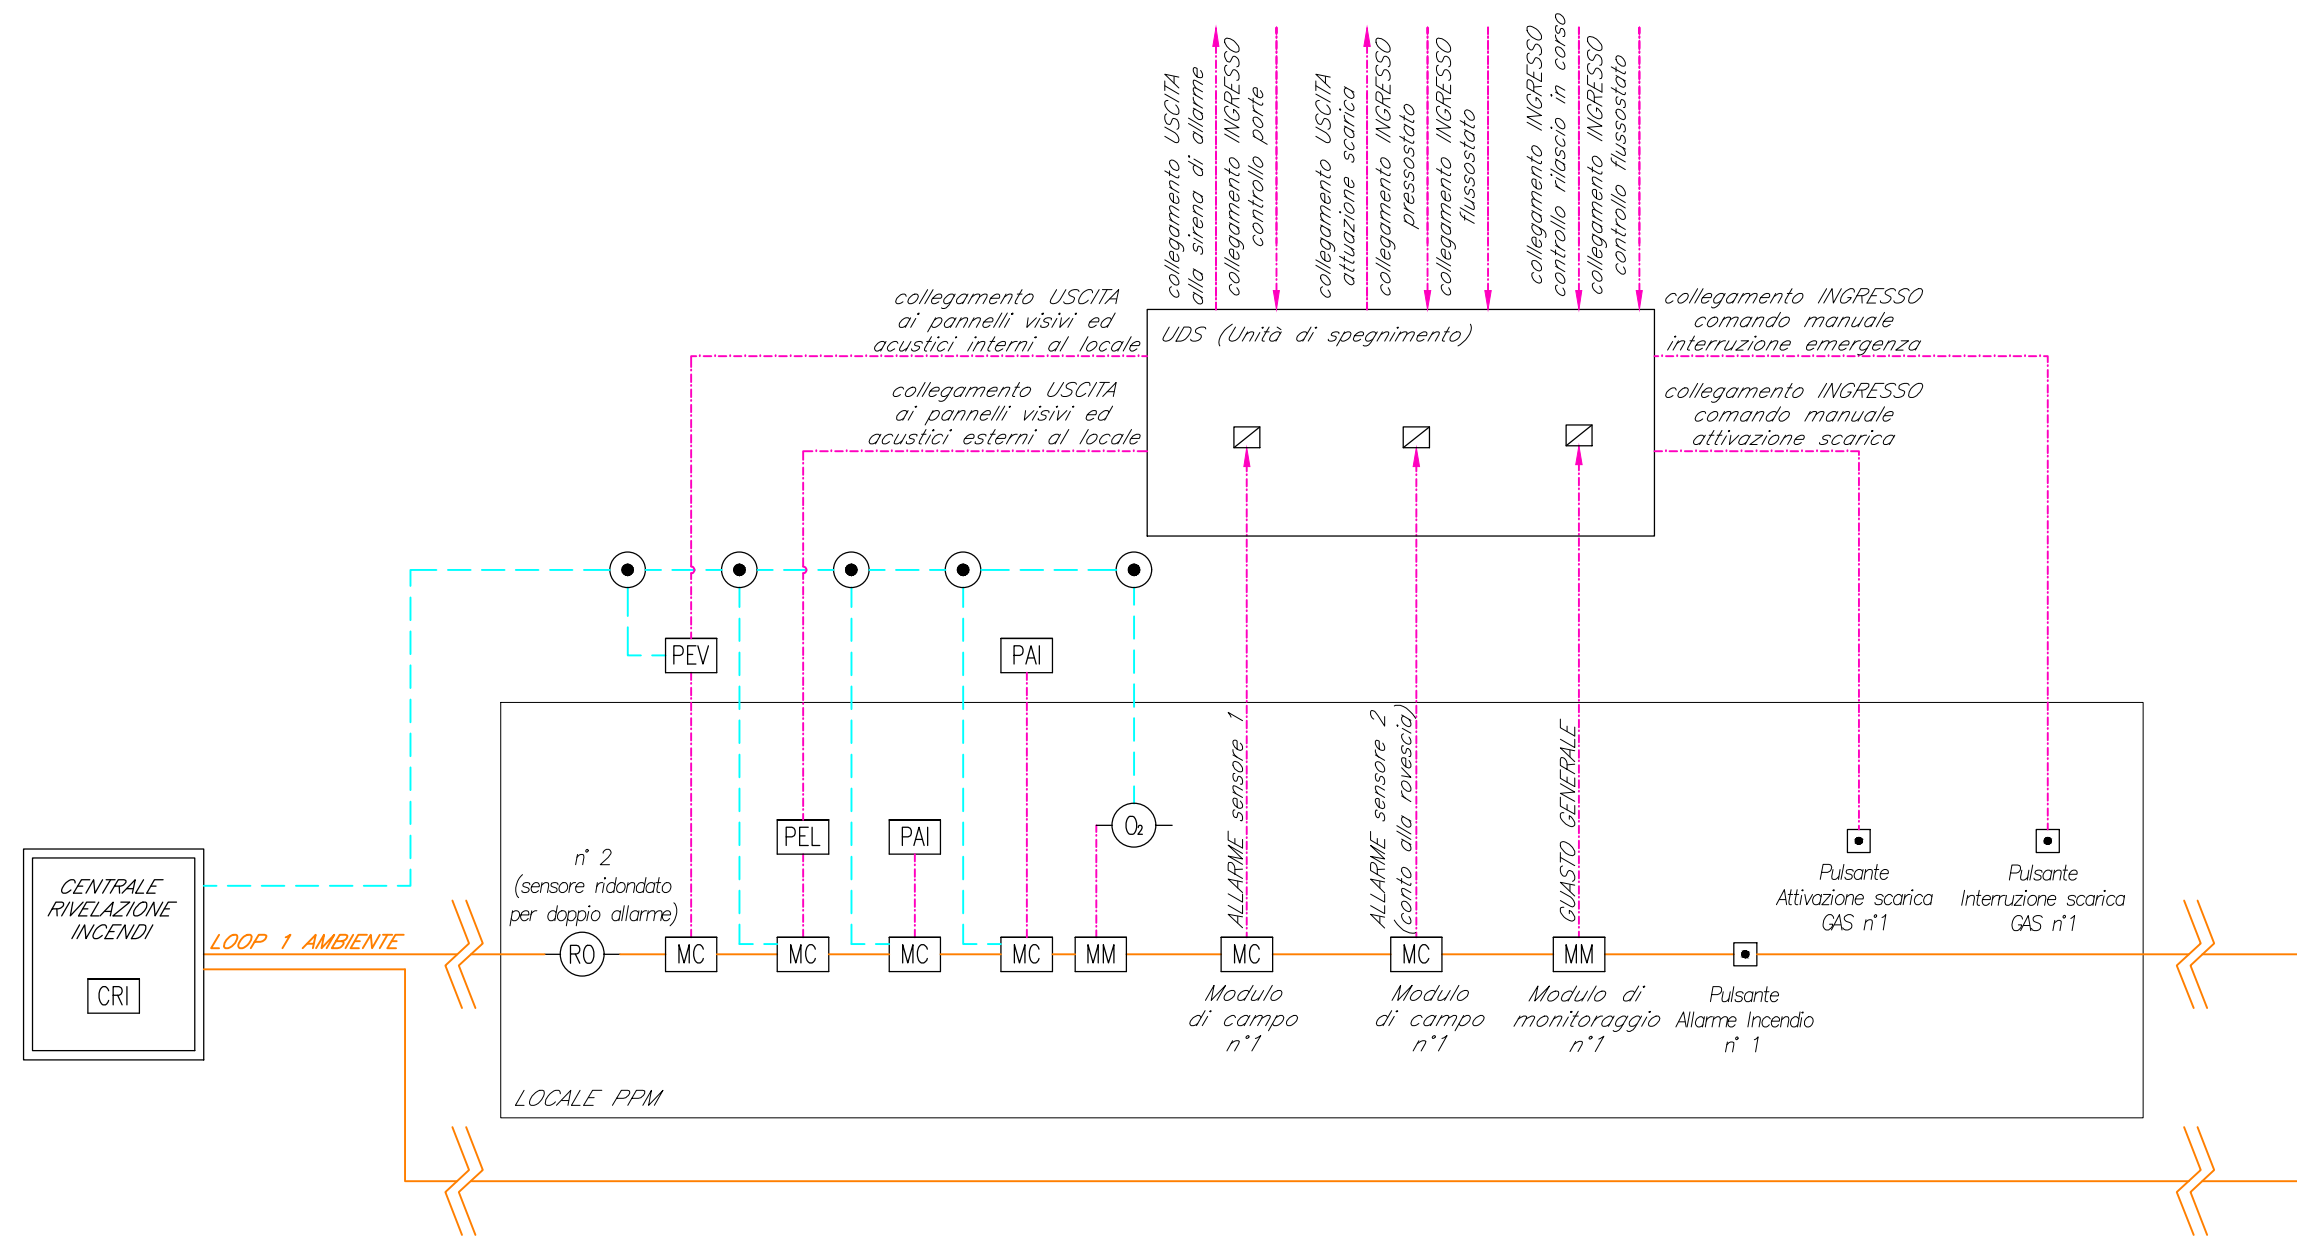 collegamento USCITA
alla sirena di allarme
collegamento INGRESSO
controllo porte
collegamento USCITA
attuazione scarica
collegamento INGRESSO
pressostato
collegamento INGRESSO
flussostato
collegamento INGRESSO
controllo rilascio in corso
collegamento INGRESSO
controllo flussostato
collegamento USCITA
ai pannelli visivi ed
acustici interni al locale
UDS (Unità di spegnimento)
collegamento INGRESSO
comando manuale
interruzione emergenza
collegamento USCITA
ai pannelli visivi ed
acustici esterni al locale
collegamento INGRESSO
comando manuale
attivazione scarica
PEV
PAI
ALLARME sensore 1
ALLARME sensore 2
(conto alla rovescia)
GUASTO GENERALE
PEL
PAI
O2
n° 2
(sensore ridondato
per doppio allarme)
Pulsante
Attivazione scarica
GAS n°1
Pulsante
Interruzione scarica
GAS n°1
CENTRALE
RIVELAZIONE
INCENDI
CRI
LOOP 1 AMBIENTE
RO
MC
MC
MC
MC
MM
MC
MC
MM
Modulo
di campo
n°1
Modulo
di campo
n°1
Modulo di
monitoraggio
n°1
Pulsante
Allarme Incendio
n° 1
LOCALE PPM